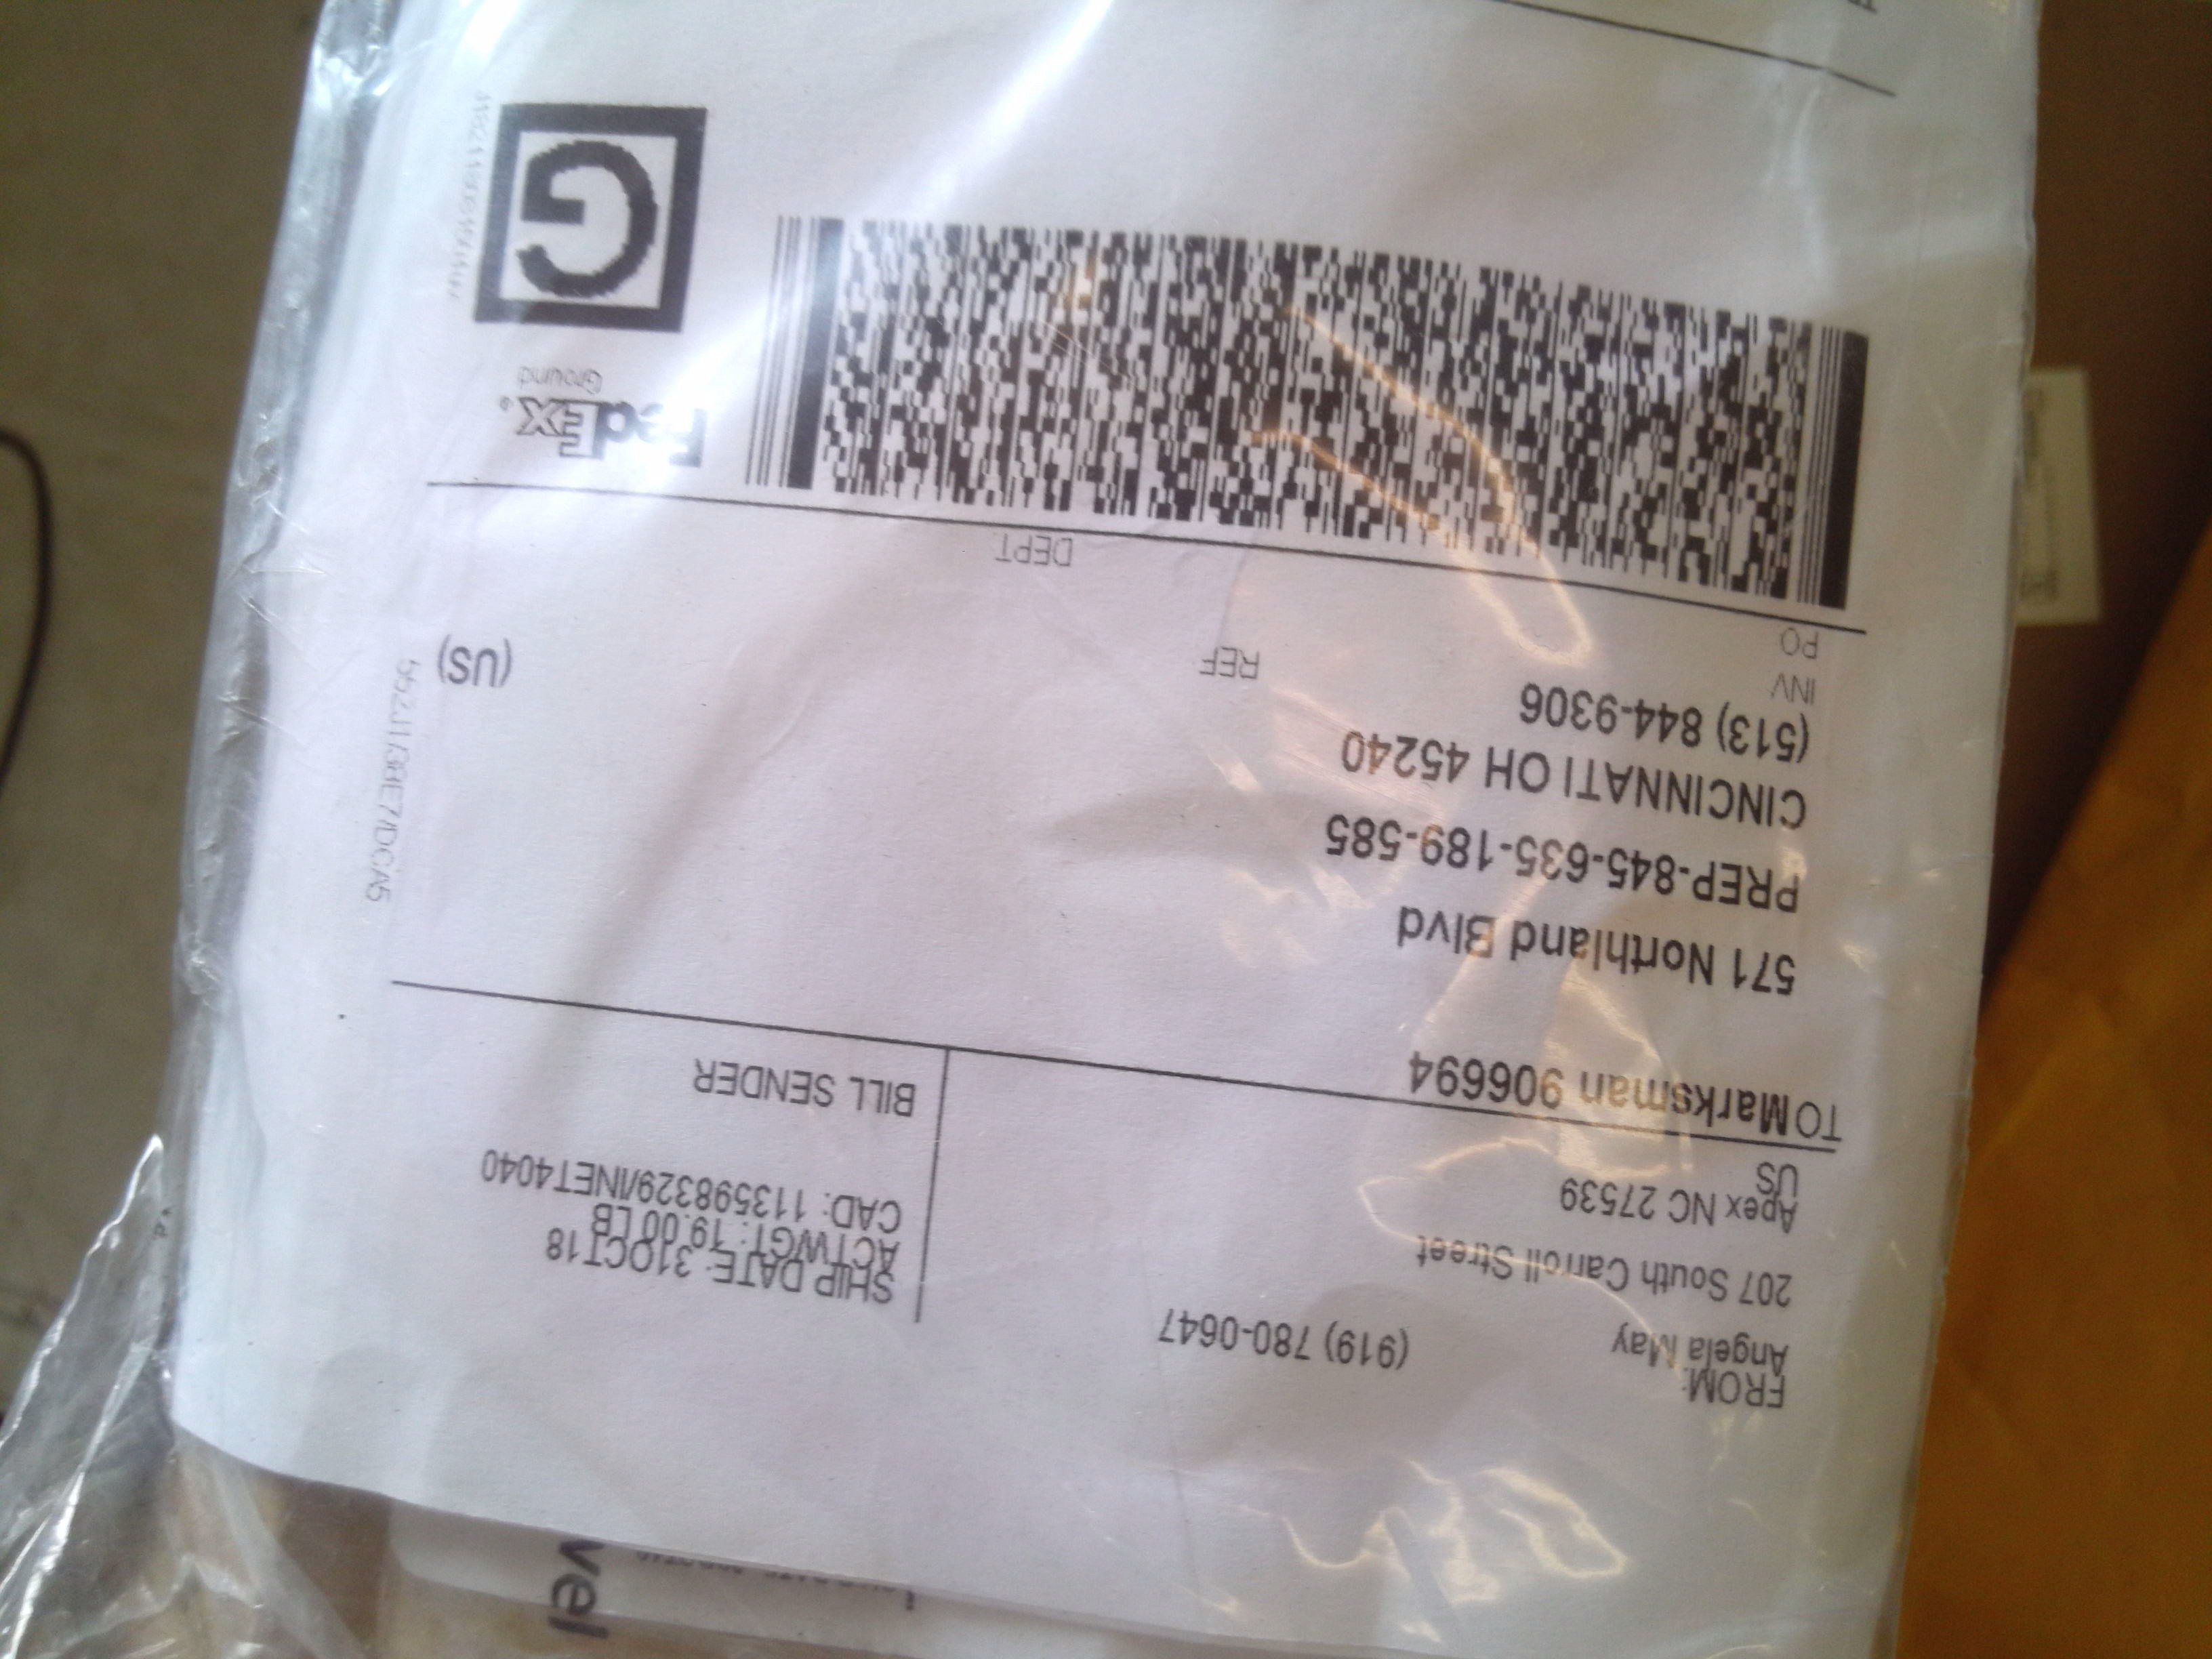 FROM:
Angela May
(919) 780-0647
207 South Carroll Street
Apex NC 27539
US
SHIP DATE: 31OCT18
ACTWGT: 19.00 LB
CAD: 113598329/INET4040
BILL SENDER
TO Marksman 906694
571 Northland Blvd
PREP-845-635-189-585
CINCINNATI OH 45240
(513) 844-9306
INV
REF
PO
DEPT
(US)
FedEx®
Ground
G
vel